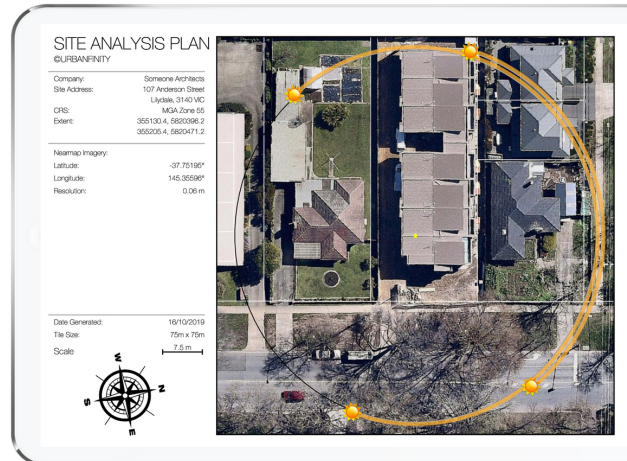 SITE ANALYSIS PLAN
©URBANFINITY
Company: Someone Architects
Site Address: 107 Anderson Street
Lilydale, 3140 VIC
CRS: MGA Zone 55
Extent: 355130.4, 5820396.2
355205.4, 5820471.2
Nearmap Imagery:
Latitude: -37.75195°
Longitude: 145.35596°
Resolution: 0.06 m
Date Generated: 16/10/2019
Tile Size: 75m x 75m
Scale 7.5 m
W
S N
E